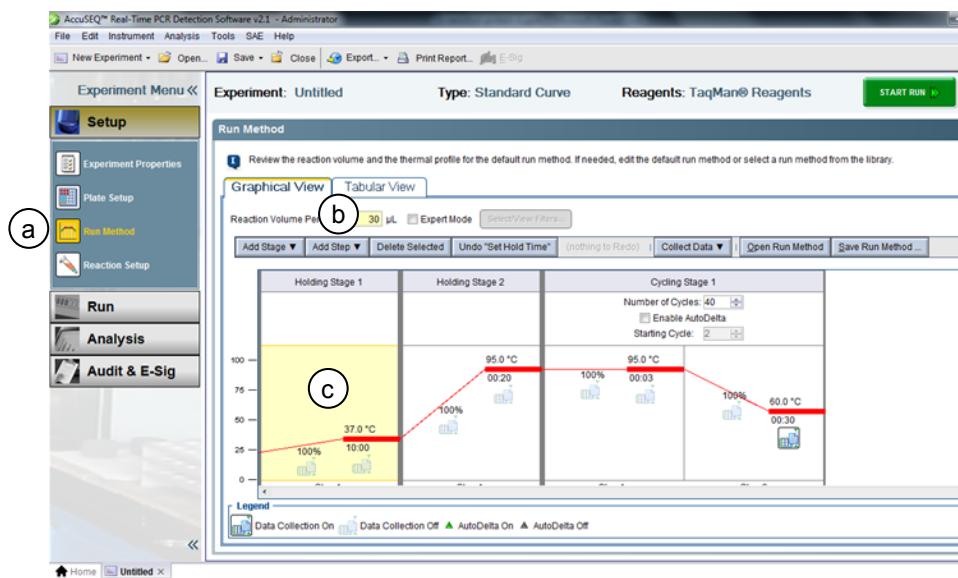 AccuSEQ™ Real-Time PCR Detection Software v2.1 - Administrator
File Edit Instrument Analysis Tools SAE Help
New Experiment Open... Save Close Export... Print Report... E-Sig
Experiment Menu «
Experiment: Untitled Type: Standard Curve Reagents: TaqMan® Reagents START RUN
Setup
Run Method
Experiment Properties
Plate Setup
Run Method
Reaction Setup
Run
Analysis
Audit & E-Sig
a
Review the reaction volume and the thermal profile for the default run method. If needed, edit the default run method or select a run method from the library.
Graphical View Tabular View
Reaction Volume Pe b 30 µL Expert Mode Select/View Filters...
Add Stage ▼ Add Step ▼ Delete Selected Undo "Set Hold Time" (nothing to Redo) Collect Data ▼ Open Run Method Save Run Method ...
Holding Stage 1 Holding Stage 2 Cycling Stage 1
Number of Cycles: 40
Enable AutoDelta
Starting Cycle: 2
100
75
50
25
0
c
37.0 °C
100% 10:00
95.0 °C
00:20
100%
95.0 °C
100% 00:03
100% 60.0 °C
00:30
Legend
Data Collection On Data Collection Off ▲ AutoDelta On ▲ AutoDelta Off
«
Home Untitled ×